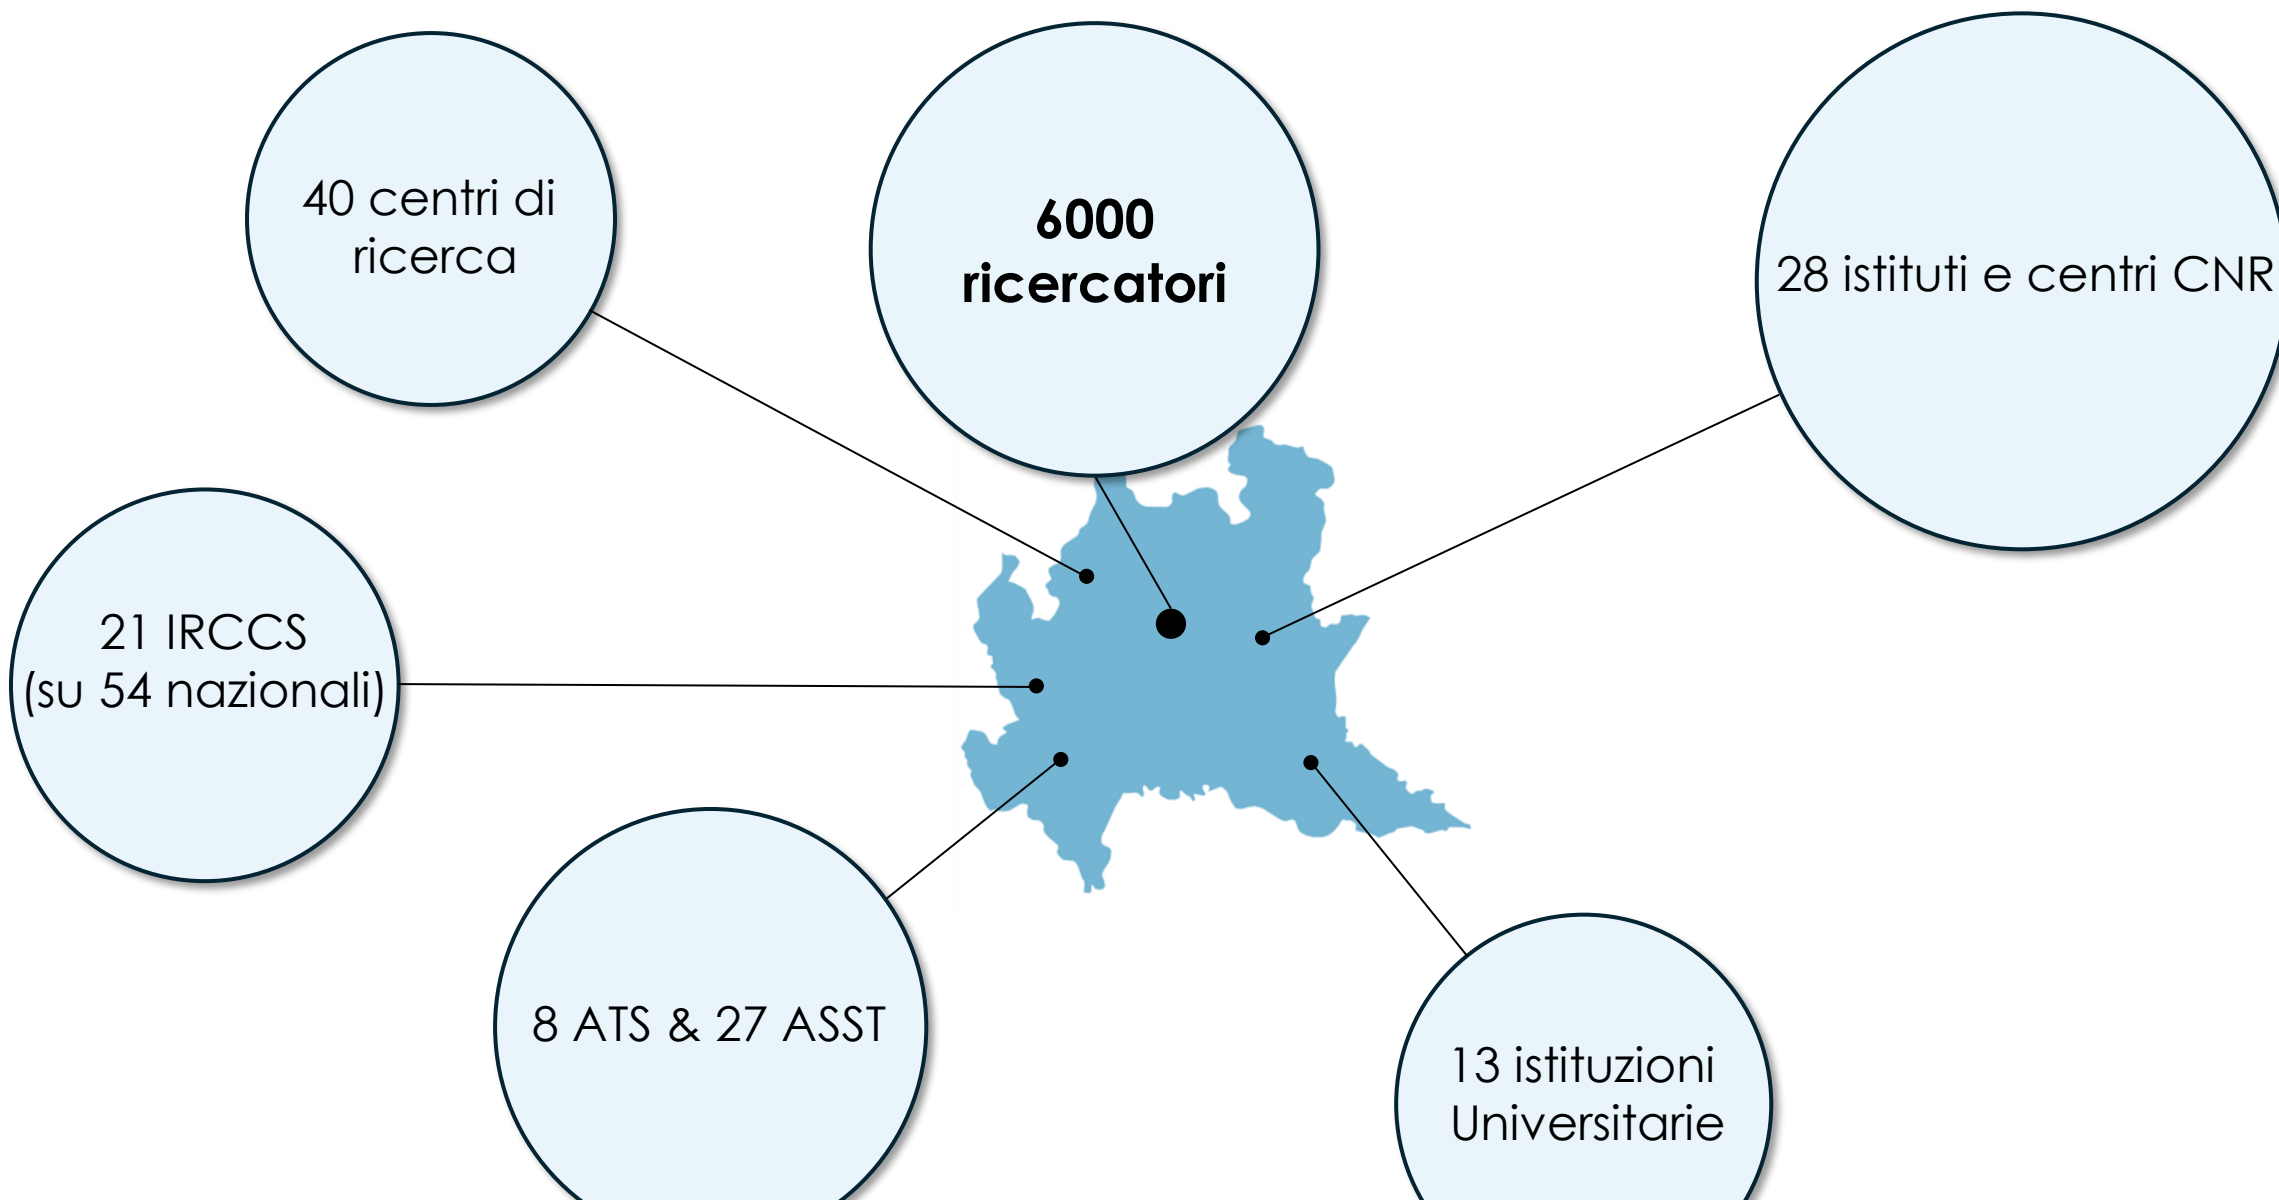 40 centri di
ricerca
6000
ricercatori
28 istituti e centri CNR
21 IRCCS
(su 54 nazionali)
8 ATS & 27 ASST
13 istituzioni
Universitarie